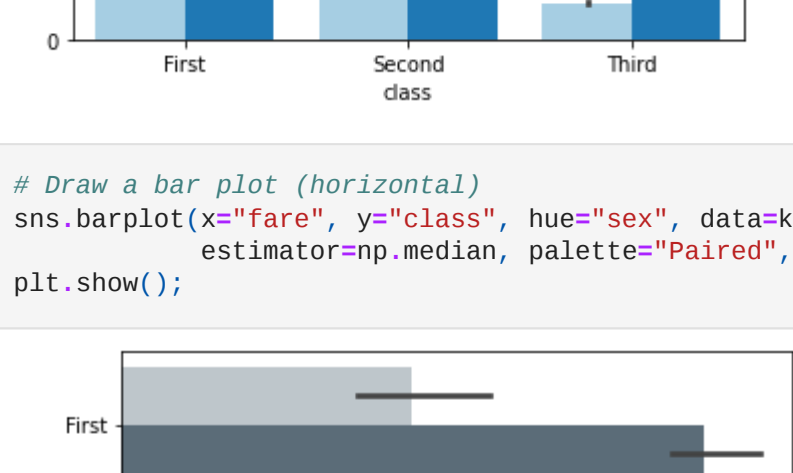 0
First Second Third
class
# Draw a bar plot (horizontal)
sns.barplot(x="fare", y="class", hue="sex", data=k
estimator=np.median, palette="Paired",
plt.show();
First